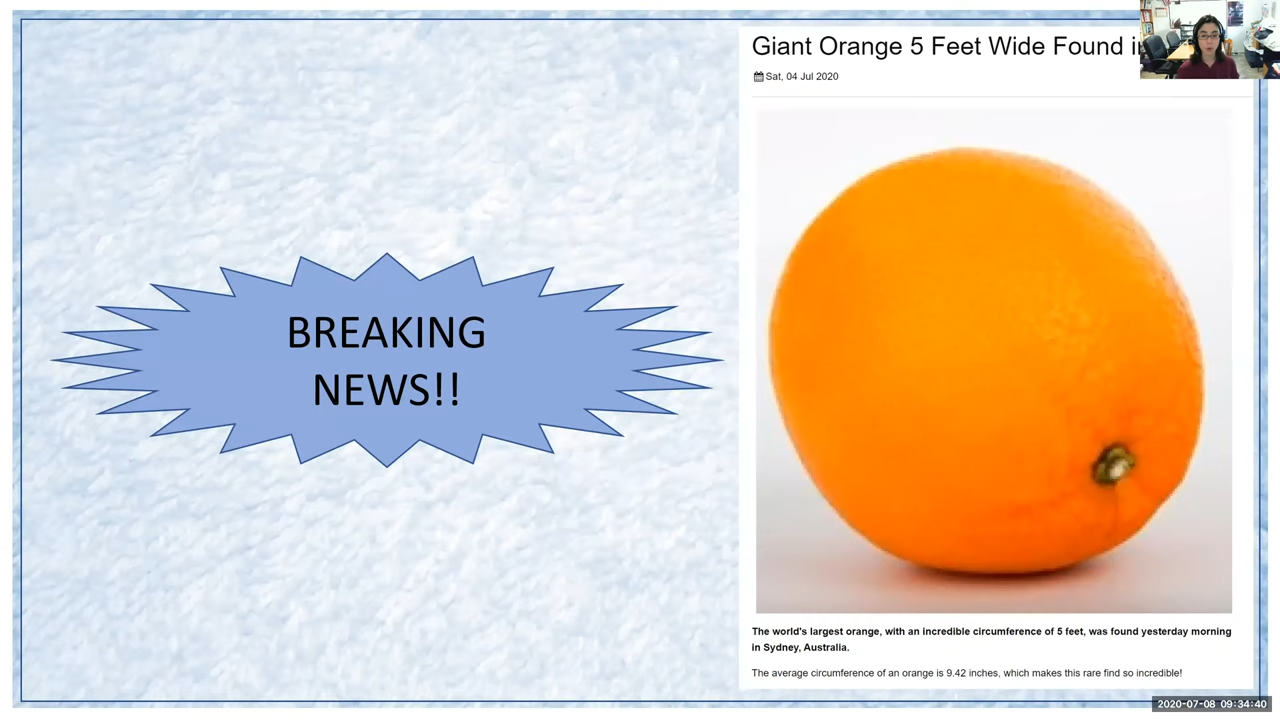 BREAKING
NEWS!!
Giant Orange 5 Feet Wide Found
Sat, 04 Jul 2020
The world's largest orange, with an incredible circumference of 5 feet, was found yesterday morning
in Sydney, Australia.
The average circumference of an orange is 9.42 inches, which makes this rare find so incredible!
2020-07-08 09:34:40